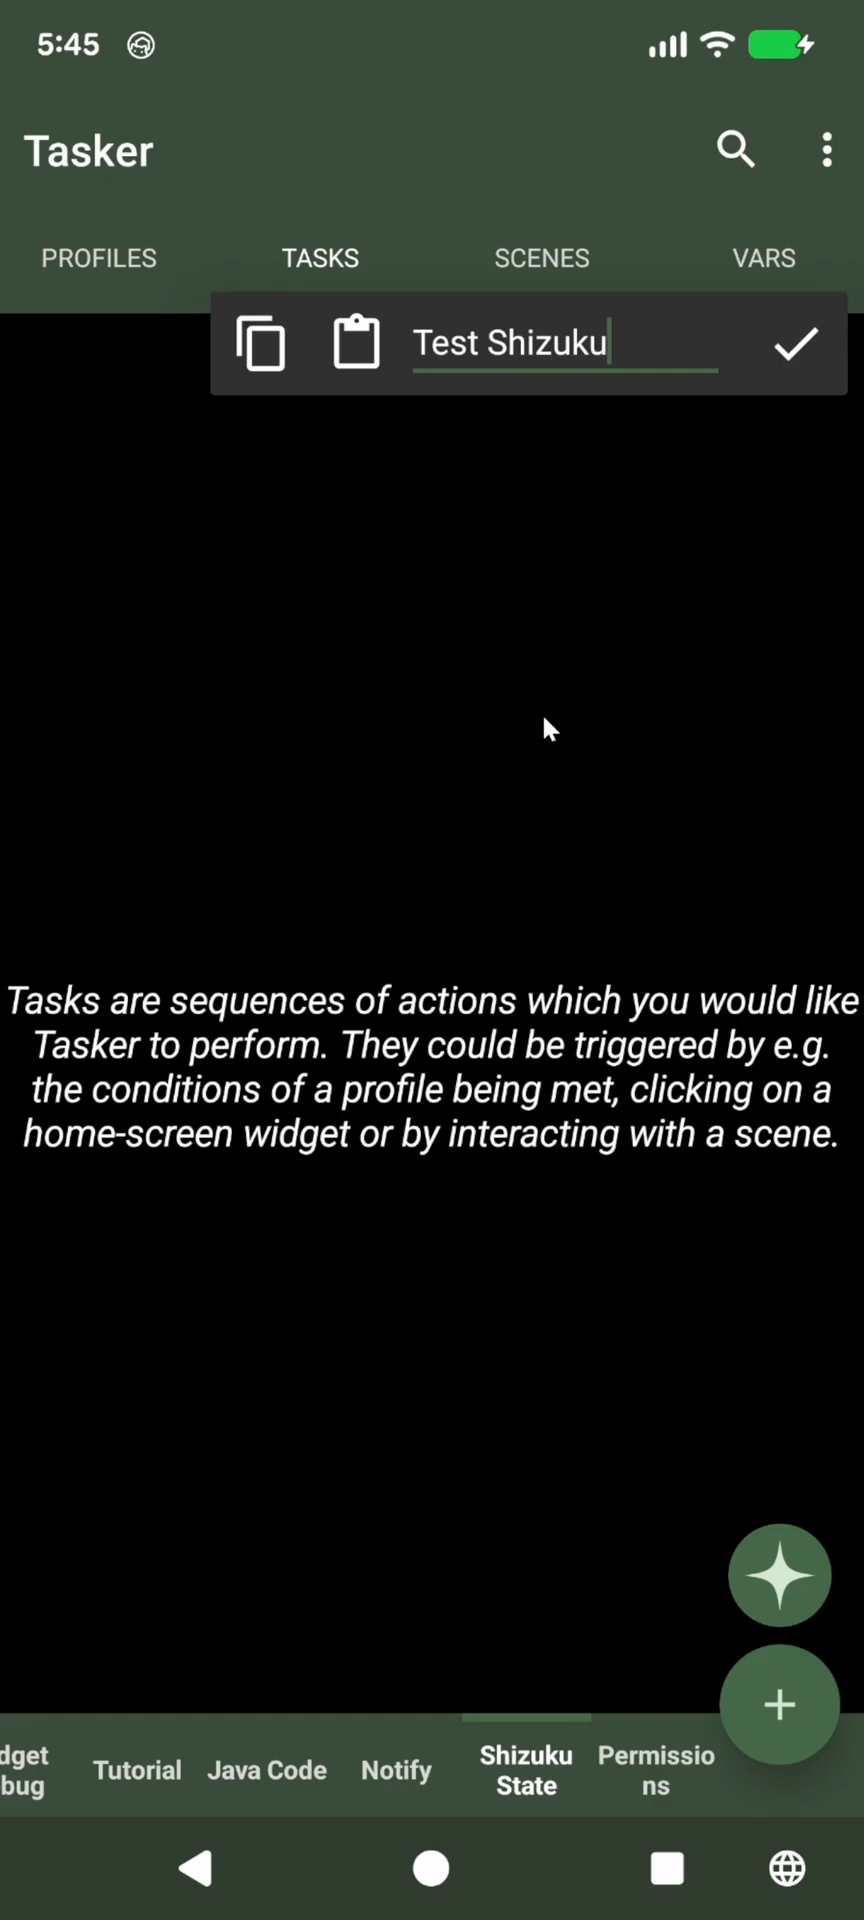 5:45
Tasker
PROFILES
TASKS
SCENES
VARS
Test Shizuku
Tasks are sequences of actions which you would like
Tasker to perform. They could be triggered by e.g.
the conditions of a profile being met, clicking on a
home-screen widget or by interacting with a scene.
dget
bug
Tutorial
Java Code
Notify
Shizuku
State
Permissio
ns